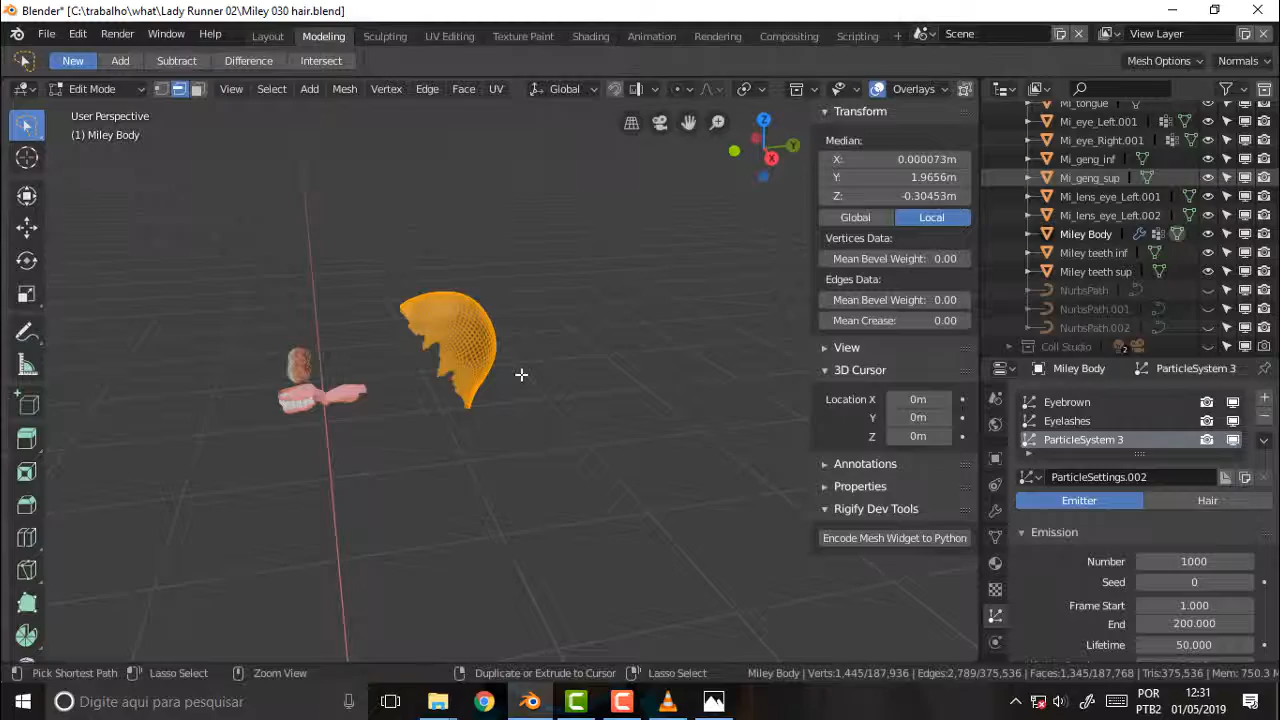 Blender* [C:\trabalho\what\Lady Runner 02\Miley 030 hair.blend]
File Edit Render Window Help Layout Modeling Sculpting UV Editing Texture Paint Shading Animation Rendering Compositing Scripting + Scene View Layer
New Add Subtract Difference Intersect Mesh Options Normals
Edit Mode View Select Add Mesh Vertex Edge Face UV Global Overlays
User Perspective
(1) Miley Body
Z
Y
X
Transform
Median:
X: 0.000073m
Y: 1.9656m
Z: -0.30453m
Global Local
Vertices Data:
Mean Bevel Weight: 0.00
Edges Data:
Mean Bevel Weight: 0.00
Mean Crease: 0.00
View
3D Cursor
Location X 0m
Y 0m
Z 0m
Annotations
Properties
Rigify Dev Tools
Encode Mesh Widget to Python
Mi_tongue
Mi_eye_Left.001
Mi_eye_Right.001
Mi_geng_inf
Mi_geng_sup
Mi_lens_eye_Left.001
Mi_lens_eye_Left.002
Miley Body
Miley teeth inf
Miley teeth sup
NurbsPath
NurbsPath.001
NurbsPath.002
Coll Studio 2
Miley Body ParticleSystem 3
Eyebrown
Eyelashes
ParticleSystem 3
ParticleSettings.002
Emitter Hair
Emission
Number 1000
Seed 0
Frame Start 1.000
End 200.000
Lifetime 50.000
Pick Shortest Path Lasso Select Zoom View Duplicate or Extrude to Cursor Lasso Select Miley Body | Verts:1,445/187,936 | Edges:2,789/375,536 | Faces:1,345/187,768 | Tris:375,536 | Mem: 750.3 M
Digite aqui para pesquisar
POR
PTB2
12:31
01/05/2019